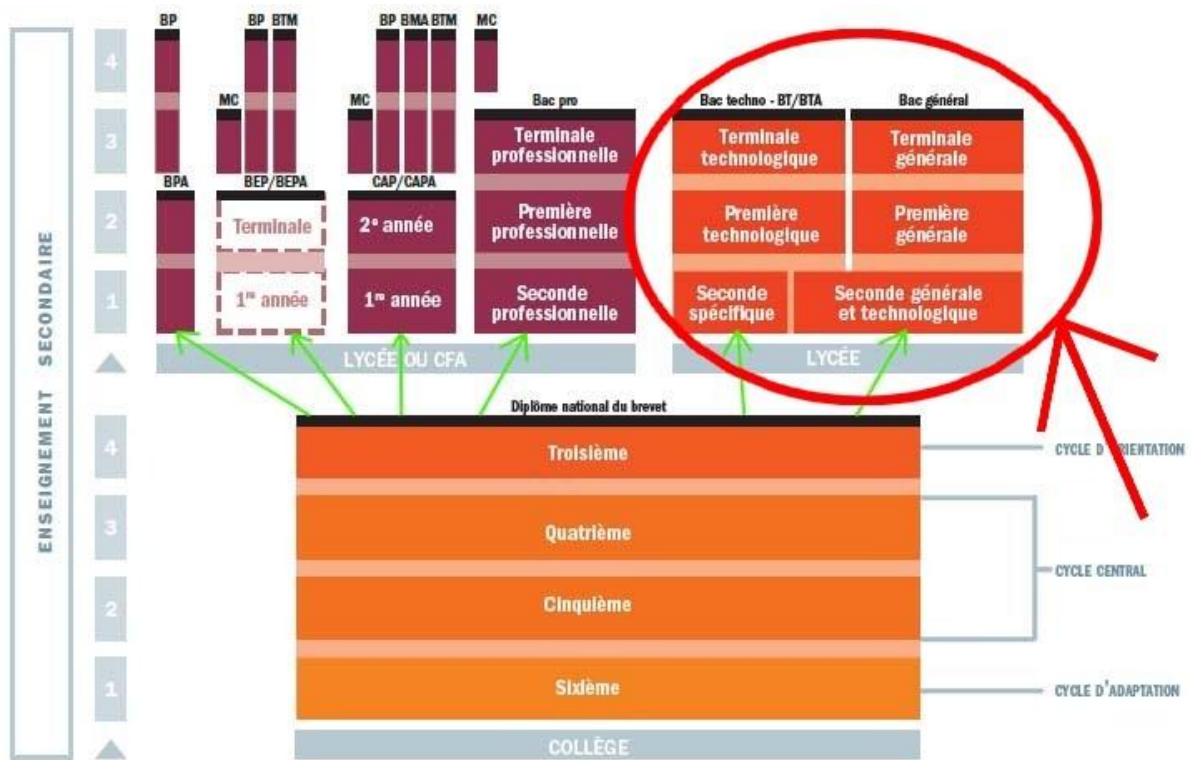 BP
BP BTM
BP BMA BTM
MC
4
MC
MC
Bac pro
Bac techno - BT/BTA
Bac général
3
Terminale
professionnelle
Terminale
technologique
Terminale
générale
BPA
BEP/BEPA
CAP/CAPA
2
Terminale
2e année
Première
professionnelle
Première
technologique
Première
générale
1
1re année
1re année
Seconde
professionnelle
Seconde
spécifique
Seconde générale
et technologique
LYCÉE OU CFA
LYCÉE
ENSEIGNEMENT SECONDAIRE
Diplôme national du brevet
4
Troisième
CYCLE D'ORIENTATION
3
Quatrième
CYCLE CENTRAL
2
Cinquième
1
Sixième
CYCLE D'ADAPTATION
COLLÈGE